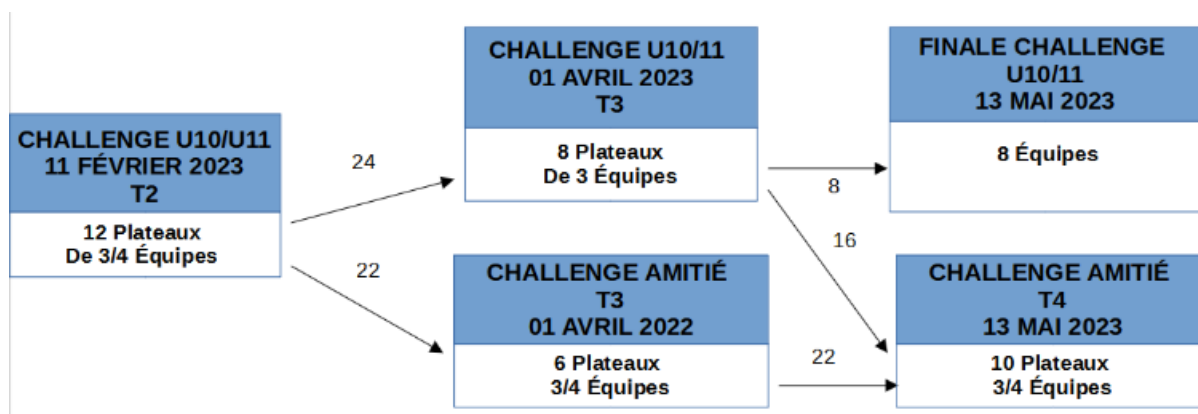 CHALLENGE U10/U11
11 FÉVRIER 2023
T2
12 Plateaux
De 3/4 Équipes
24
22
CHALLENGE U10/11
01 AVRIL 2023
T3
8 Plateaux
De 3 Équipes
CHALLENGE AMITIÉ
T3
01 AVRIL 2022
6 Plateaux
3/4 Équipes
8
16
22
FINALE CHALLENGE
U10/11
13 MAI 2023
8 Équipes
CHALLENGE AMITIÉ
T4
13 MAI 2023
10 Plateaux
3/4 Équipes